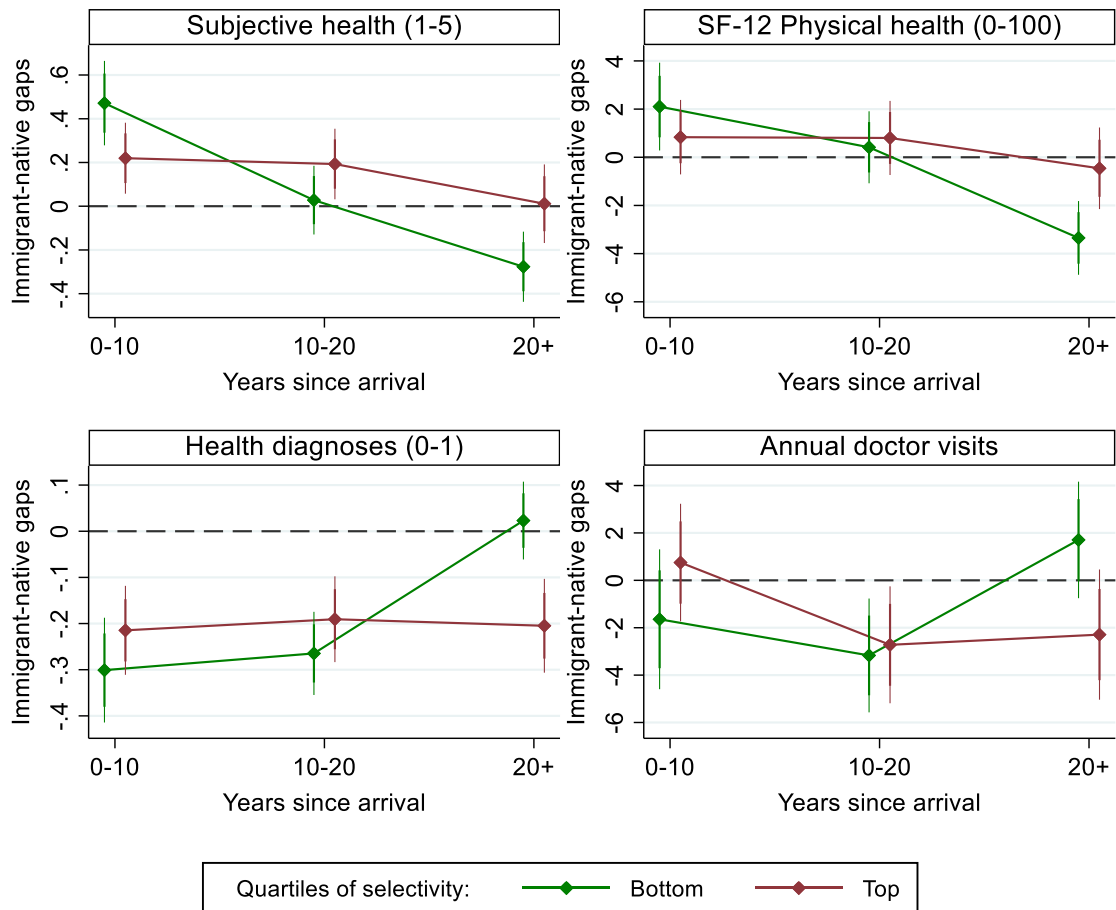 Subjective health (1-5)
Immigrant-native gaps
.6
.4
.2
0
-.2
-.4
0-10
10-20
20+
Years since arrival
SF-12 Physical health (0-100)
Immigrant-native gaps
4
2
0
-2
-4
-6
0-10
10-20
20+
Years since arrival
Health diagnoses (0-1)
Immigrant-native gaps
.1
0
-.1
-.2
-.3
-.4
0-10
10-20
20+
Years since arrival
Annual doctor visits
Immigrant-native gaps
4
2
0
-2
-4
-6
0-10
10-20
20+
Years since arrival
Quartiles of selectivity: Bottom Top